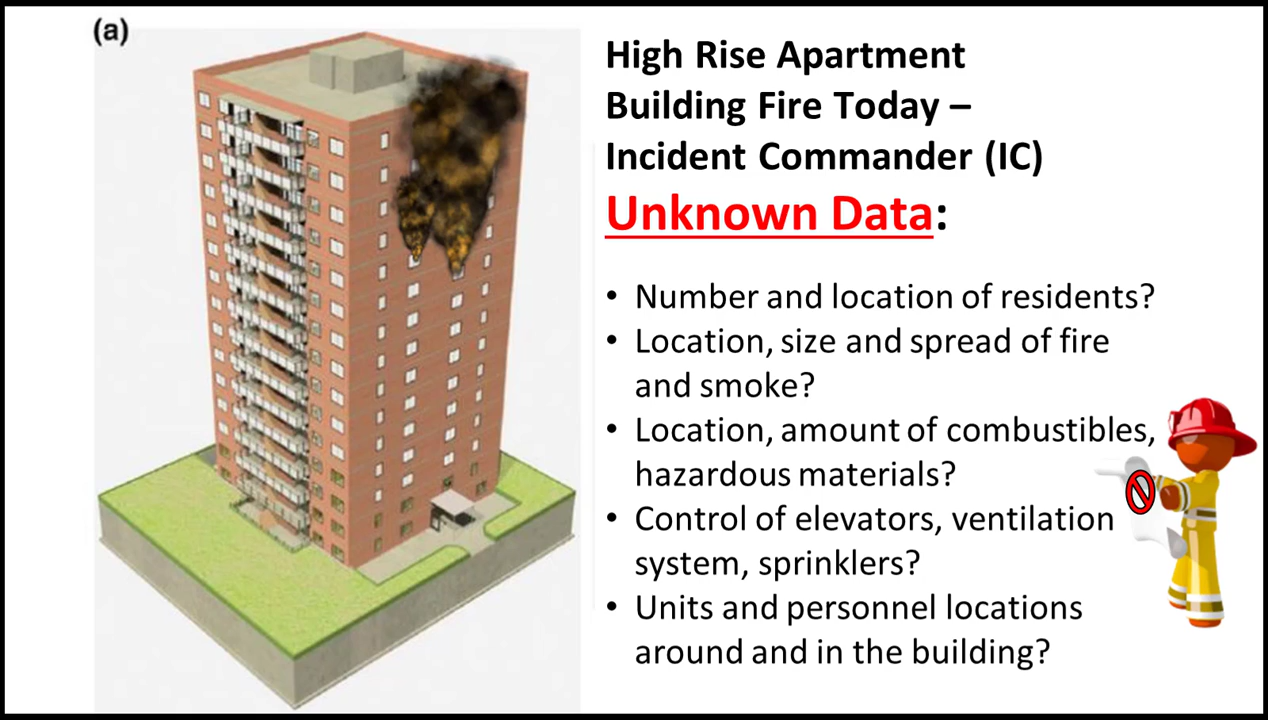 (a)
High Rise Apartment
Building Fire Today –
Incident Commander (IC)
Unknown Data:
• Number and location of residents?
• Location, size and spread of fire
and smoke?
• Location, amount of combustibles,
hazardous materials?
• Control of elevators, ventilation
system, sprinklers?
• Units and personnel locations
around and in the building?